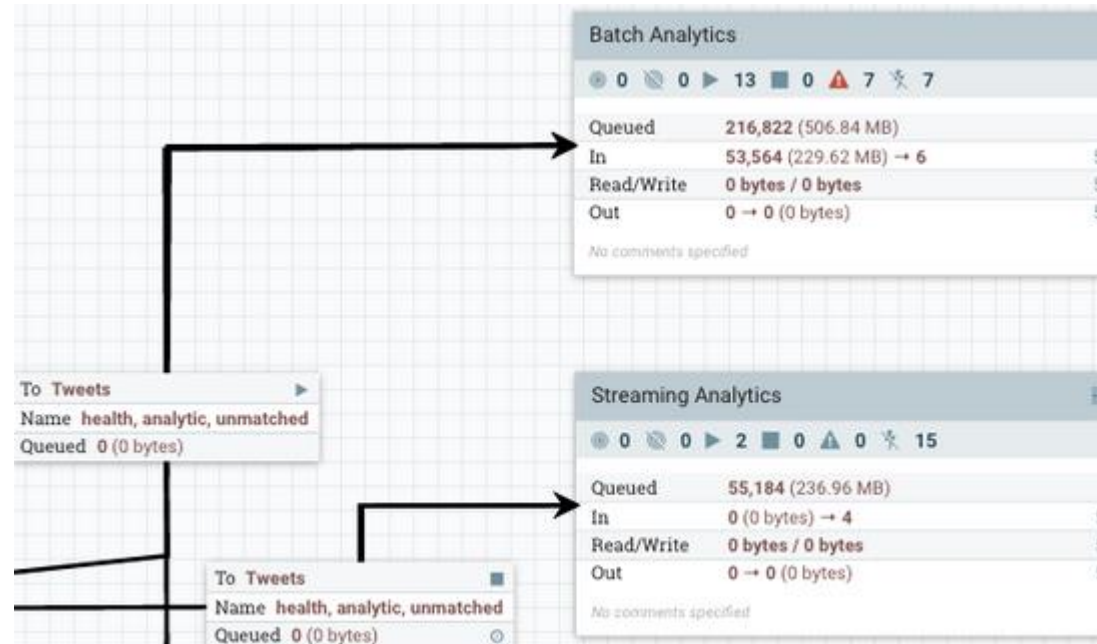 Batch Analytics
0 0 13 0 7 7
Queued 216,822 (506.84 MB)
In 53,564 (229.62 MB) → 6
Read/Write 0 bytes / 0 bytes
Out 0 → 0 (0 bytes)
No comments specified
To Tweets
Name health, analytic, unmatched
Queued 0 (0 bytes)
Streaming Analytics
0 0 2 0 0 15
Queued 55,184 (236.96 MB)
In 0 (0 bytes) → 4
Read/Write 0 bytes / 0 bytes
Out 0 → 0 (0 bytes)
No comments specified
To Tweets
Name health, analytic, unmatched
Queued 0 (0 bytes)